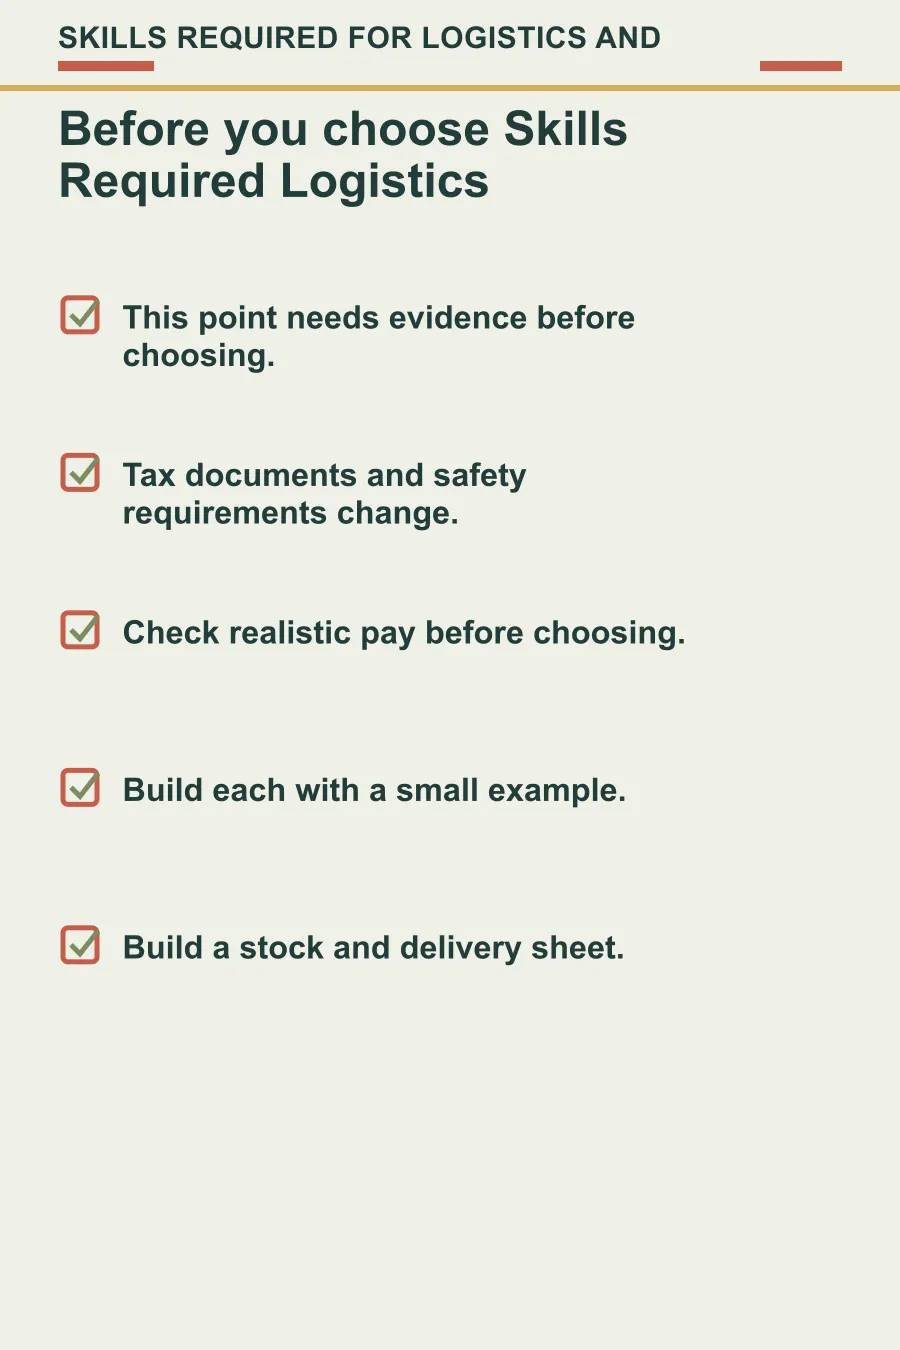 SKILLS REQUIRED FOR LOGISTICS AND
Before you choose Skills
Required Logistics
This point needs evidence before
choosing.
Tax documents and safety
requirements change.
Check realistic pay before choosing.
Build each with a small example.
Build a stock and delivery sheet.